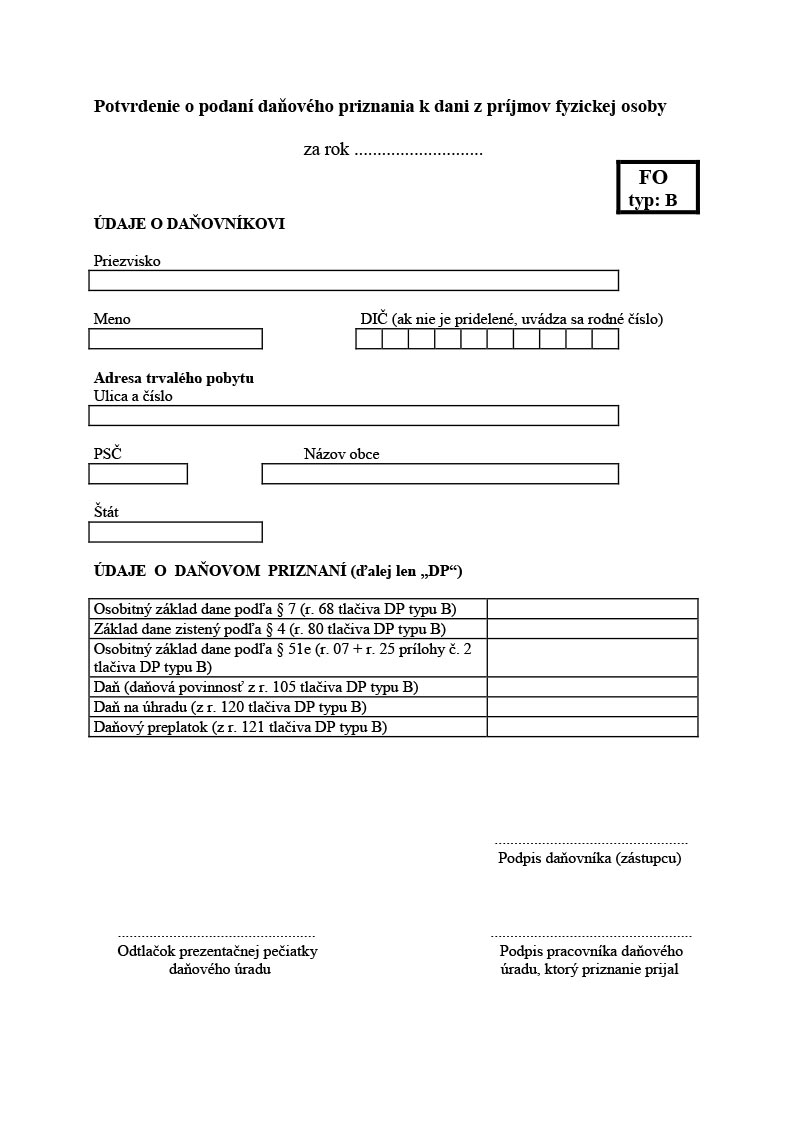 Potvrdenie o podaní daňového priznania k dani z príjmov fyzickej osoby
za rok ............................
FO
typ: B
ÚDAJE O DAŇOVNÍKOVI
Priezvisko
Meno
DIČ (ak nie je pridelené, uvádza sa rodné číslo)
Adresa trvalého pobytu
Ulica a číslo
PSČ
Názov obce
Štát
ÚDAJE O DAŇOVOM PRIZNANÍ (ďalej len „DP“)
Osobitný základ dane podľa § 7 (r. 68 tlačiva DP typu B)
Základ dane zistený podľa § 4 (r. 80 tlačiva DP typu B)
Osobitný základ dane podľa § 51e (r. 07 + r. 25 prílohy č. 2
tlačiva DP typu B)
Daň (daňová povinnosť z r. 105 tlačiva DP typu B)
Daň na úhradu (z r. 120 tlačiva DP typu B)
Daňový preplatok (z r. 121 tlačiva DP typu B)
..................................................
Podpis daňovníka (zástupcu)
..................................................
Odtlačok prezentačnej pečiatky
daňového úradu
..................................................
Podpis pracovníka daňového
úradu, ktorý priznanie prijal